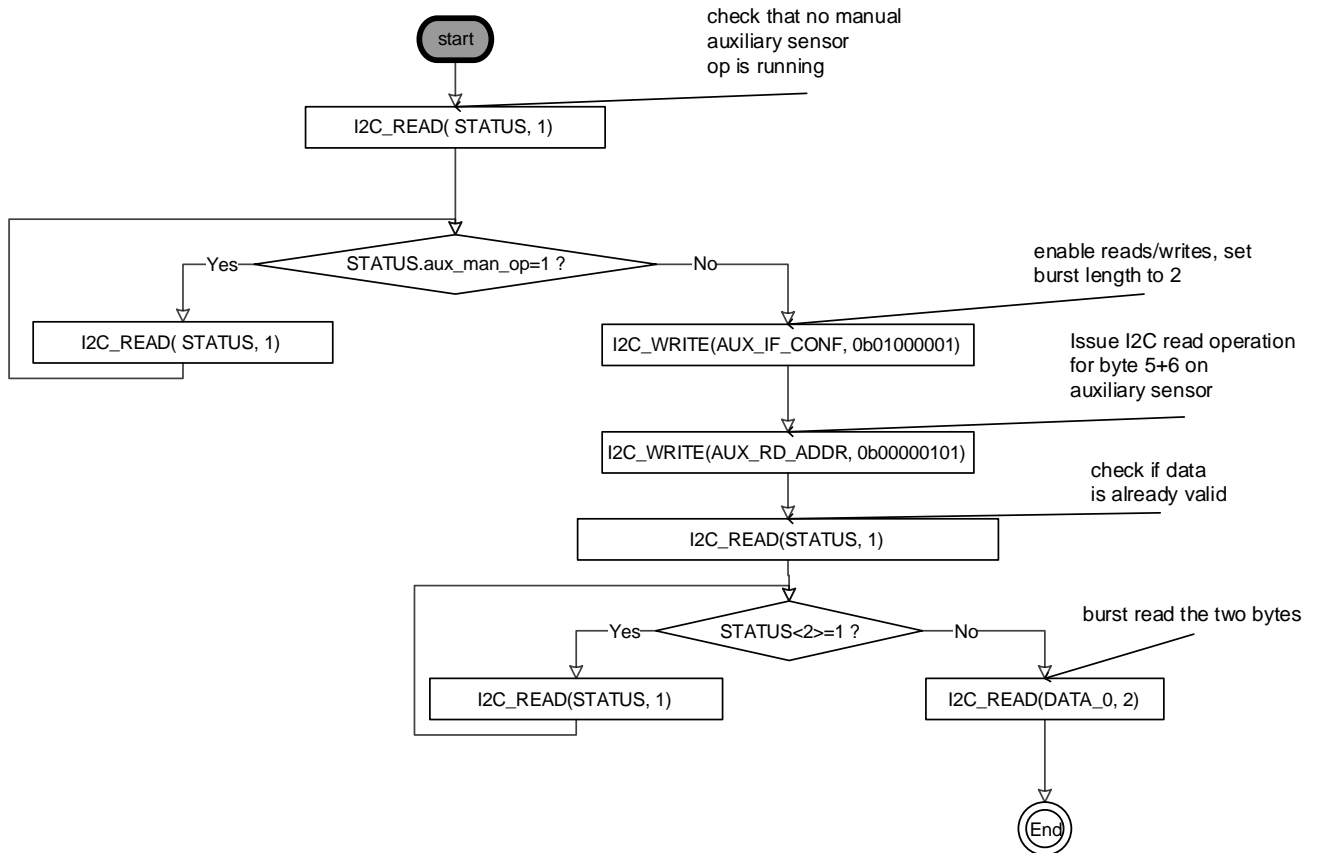 check that no manual
auxiliary sensor
op is running
start
I2C_READ( STATUS, 1)
STATUS.aux_man_op=1 ?
Yes
No
I2C_READ( STATUS, 1)
enable reads/writes, set
burst length to 2
I2C_WRITE(AUX_IF_CONF, 0b01000001)
Issue I2C read operation
for byte 5+6 on
auxiliary sensor
I2C_WRITE(AUX_RD_ADDR, 0b00000101)
check if data
is already valid
I2C_READ(STATUS, 1)
STATUS<2>=1 ?
Yes
No
I2C_READ(STATUS, 1)
burst read the two bytes
I2C_READ(DATA_0, 2)
End